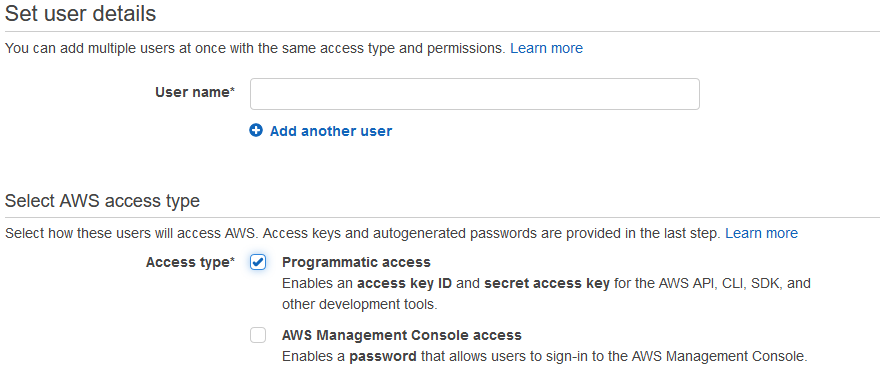 Set user details
You can add multiple users at once with the same access type and permissions. Learn more
User name*
Add another user
Select AWS access type
Select how these users will access AWS. Access keys and autogenerated passwords are provided in the last step. Learn more
Access type* Programmatic access
Enables an access key ID and secret access key for the AWS API, CLI, SDK, and
other development tools.
AWS Management Console access
Enables a password that allows users to sign-in to the AWS Management Console.